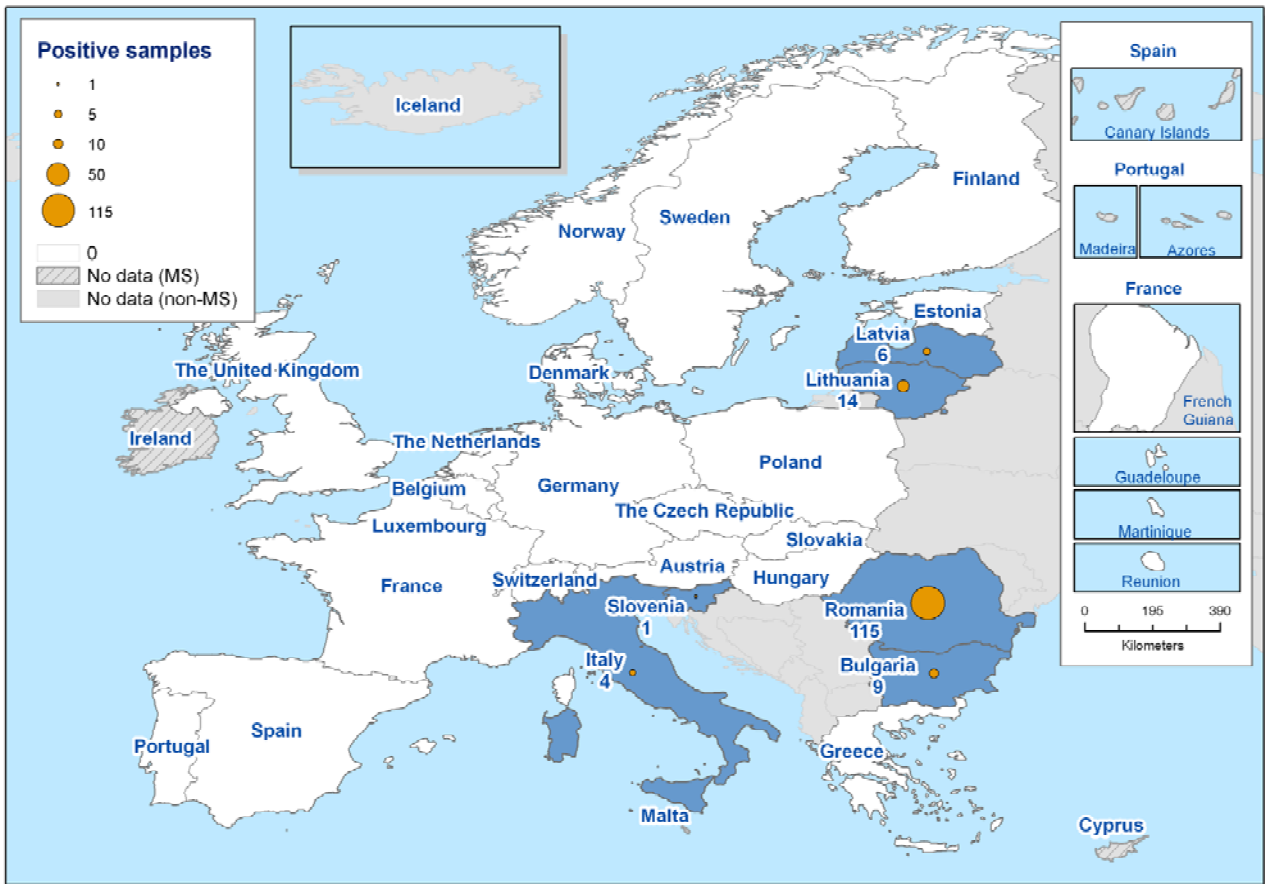 Positive samples
1
5
10
50
115
0
No data (MS)
No data (non-MS)
Iceland
Spain
Canary Islands
Portugal
Madeira
Azores
France
French
Guiana
Guadeloupe
Martinique
Reunion
0 195 390
Kilometers
Norway
Sweden
Finland
Estonia
Latvia
6
Lithuania
14
Denmark
The United Kingdom
Ireland
The Netherlands
Belgium
Luxembourg
Germany
Poland
The Czech Republic
Slovakia
Austria
Hungary
Switzerland
France
Slovenia
1
Romania
115
Italy
4
Bulgaria
9
Portugal
Spain
Greece
Malta
Cyprus